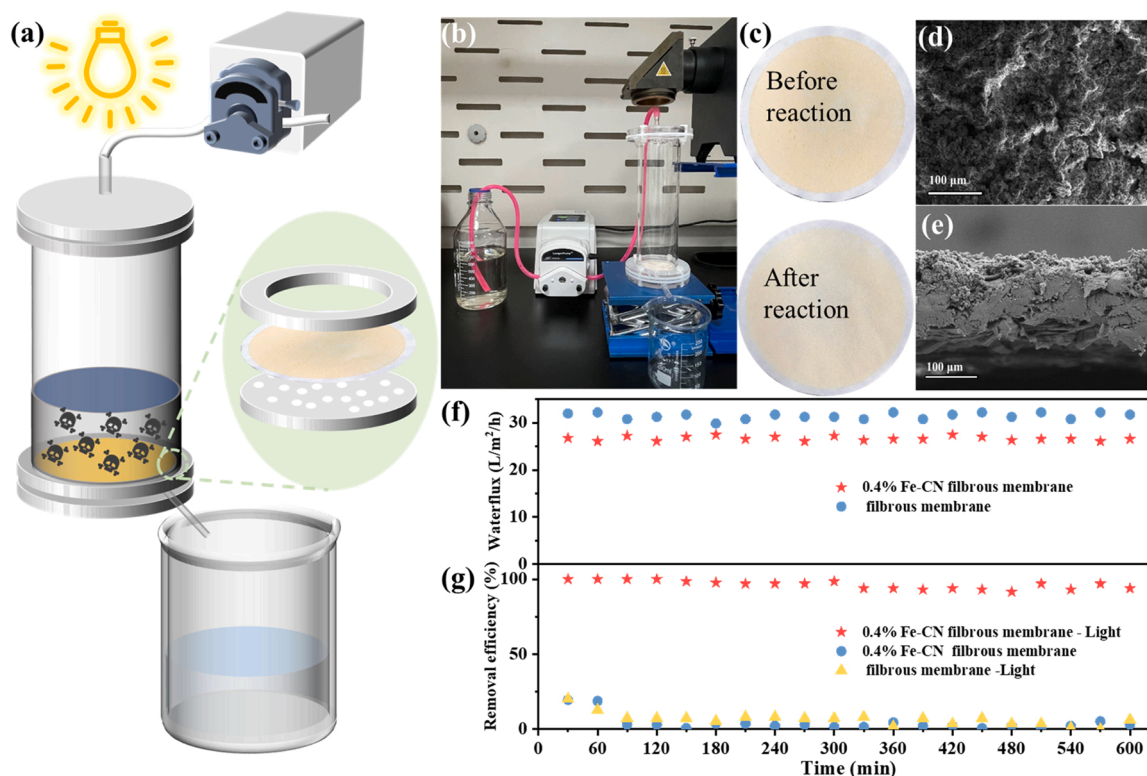 (a)
(b)
(c)
Before
reaction
After
reaction
(d)
100 μm
(e)
100 μm
(f)
Waterflux (L/m²/h)
30
20
10
0
0.4% Fe-CN filbrous membrane
filbrous membrane
(g)
Removal efficiency (%)
100
50
0
0.4% Fe-CN filbrous membrane - Light
0.4% Fe-CN filbrous membrane
filbrous membrane -Light
0 60 120 180 240 300 360 420 480 540 600
Time (min)